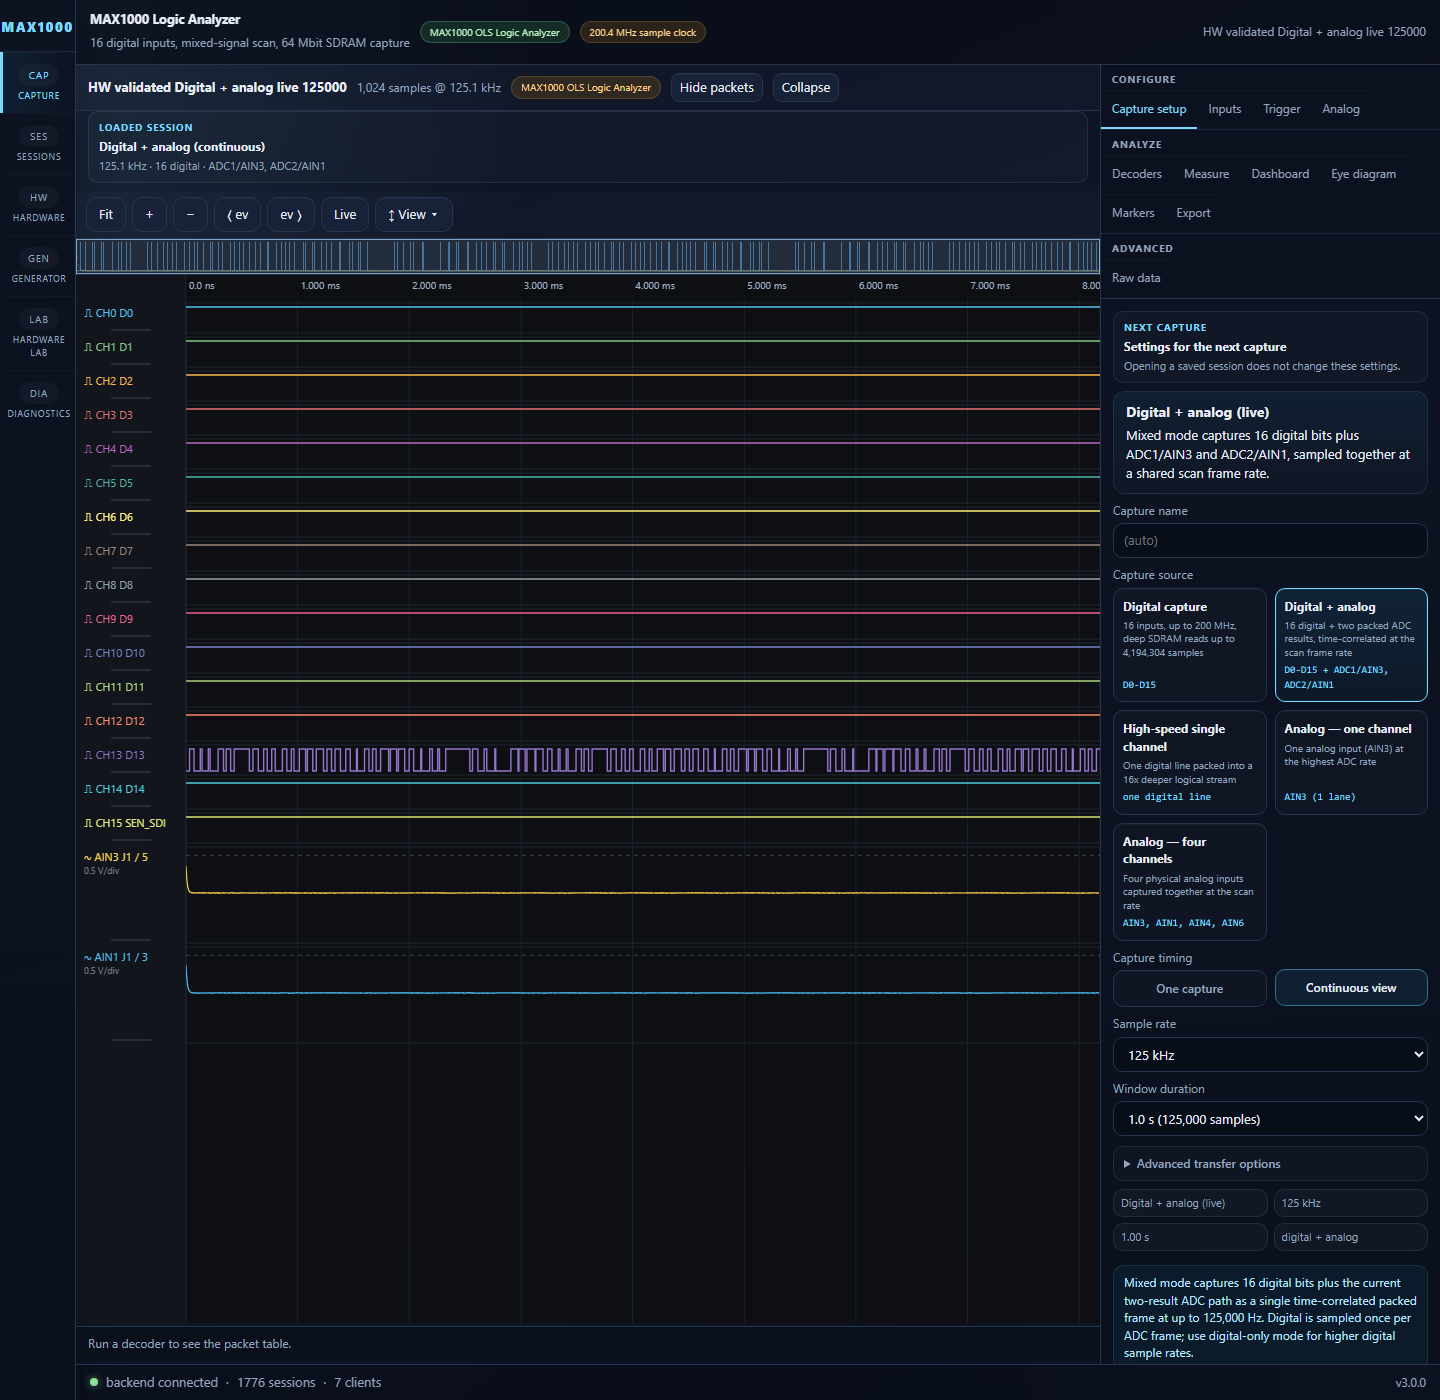 MAX1000
CAP
CAPTURE
SES
SESSIONS
HW
HARDWARE
GEN
GENERATOR
LAB
HARDWARE
LAB
DIA
DIAGNOSTICS
MAX1000 Logic Analyzer
16 digital inputs, mixed-signal scan, 64 Mbit SDRAM capture
MAX1000 OLS Logic Analyzer
200.4 MHz sample clock
HW validated Digital + analog live 125000
HW validated Digital + analog live 125000
1,024 samples @ 125.1 kHz
MAX1000 OLS Logic Analyzer
Hide packets
Collapse
LOADED SESSION
Digital + analog (continuous)
125.1 kHz · 16 digital · ADC1/AIN3, ADC2/AIN1
Fit
+
−
⟨ ev
ev ⟩
Live
↕ View ▾
0.0 ns
1.000 ms
2.000 ms
3.000 ms
4.000 ms
5.000 ms
6.000 ms
7.000 ms
8.00
CH0 D0
CH1 D1
CH2 D2
CH3 D3
CH4 D4
CH5 D5
CH6 D6
CH7 D7
CH8 D8
CH9 D9
CH10 D10
CH11 D11
CH12 D12
CH13 D13
CH14 D14
CH15 SEN_SDI
~ AIN3 J1 / 5
0.5 V/div
~ AIN1 J1 / 3
0.5 V/div
Run a decoder to see the packet table.
CONFIGURE
Capture setup
Inputs
Trigger
Analog
ANALYZE
Decoders
Measure
Dashboard
Eye diagram
Markers
Export
ADVANCED
Raw data
NEXT CAPTURE
Settings for the next capture
Opening a saved session does not change these settings.
Digital + analog (live)
Mixed mode captures 16 digital bits plus
ADC1/AIN3 and ADC2/AIN1, sampled together at
a shared scan frame rate.
Capture name
(auto)
Capture source
Digital capture
16 inputs, up to 200 MHz,
deep SDRAM reads up to
4,194,304 samples
D0-D15
Digital + analog
16 digital + two packed ADC
results, time-correlated at the
scan frame rate
D0-D15 + ADC1/AIN3,
ADC2/AIN1
High-speed single
channel
One digital line packed into a
16x deeper logical stream
one digital line
Analog — one channel
One analog input (AIN3) at
the highest ADC rate
AIN3 (1 lane)
Analog — four
channels
Four physical analog inputs
captured together at the scan
rate
AIN3, AIN1, AIN4, AIN6
Capture timing
One capture
Continuous view
Sample rate
125 kHz
Window duration
1.0 s (125,000 samples)
▶ Advanced transfer options
Digital + analog (live)
125 kHz
1.00 s
digital + analog
Mixed mode captures 16 digital bits plus the current
two-result ADC path as a single time-correlated packed
frame at up to 125,000 Hz. Digital is sampled once per
ADC frame; use digital-only mode for higher digital
sample rates.
backend connected · 1776 sessions · 7 clients
v3.0.0